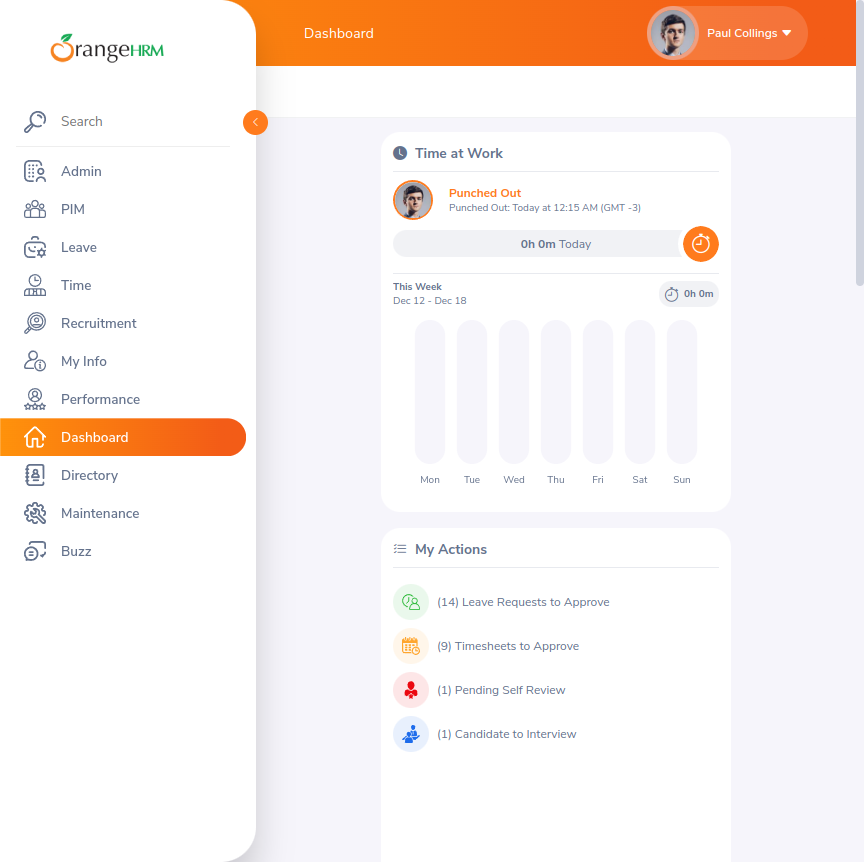 OrangeHRM
Search
Admin
PIM
Leave
Time
Recruitment
My Info
Performance
Dashboard
Directory
Maintenance
Buzz
Dashboard
Paul Collings
Time at Work
Punched Out
Punched Out: Today at 12:15 AM (GMT -3)
0h 0m Today
This Week
Dec 12 - Dec 18
0h 0m
Mon Tue Wed Thu Fri Sat Sun
My Actions
(14) Leave Requests to Approve
(9) Timesheets to Approve
(1) Pending Self Review
(1) Candidate to Interview